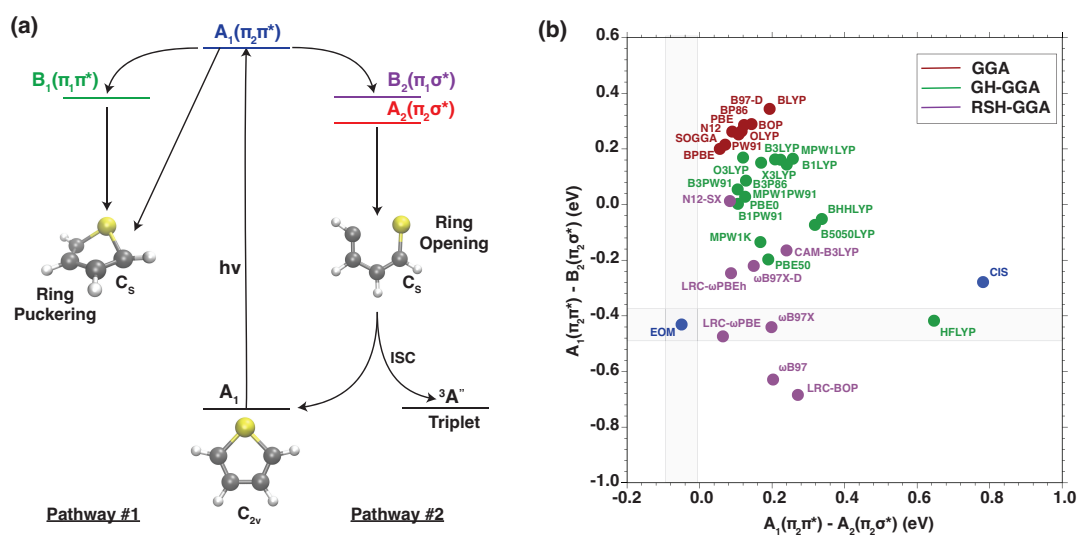 (a)
A₁(π₂π*)
B₁(π₁π*)
B₂(π₁σ*)
A₂(π₂σ*)
hν
Ring
Puckering
Cₛ
Ring
Opening
Cₛ
ISC
A₁
³A"
Triplet
C₂ᵥ
Pathway #1
Pathway #2
(b)
A₁(π₂π*) - B₂(π₂σ*) (eV)
0.6
0.4
0.2
0.0
-0.2
-0.4
-0.6
-0.8
-1.0
GGA
GH-GGA
RSH-GGA
B97-D
BLYP
BP86
PBE
BOP
N12
OLYP
SOGGA
PW91
B3LYP
MPW1LYP
BPBE
B1LYP
O3LYP
X3LYP
B3PW91
B3P86
N12-SX
MPW1PW91
PBE0
BHHLYP
B1PW91
B5050LYP
MPW1K
CAM-B3LYP
PBE50
LRC-ωPBEh
ωB97X-D
CIS
EOM
LRC-ωPBE
ωB97X
HFLYP
ωB97
LRC-BOP
-0.2
0.0
0.2
0.4
0.6
0.8
1.0
A₁(π₂π*) - A₂(π₂σ*) (eV)